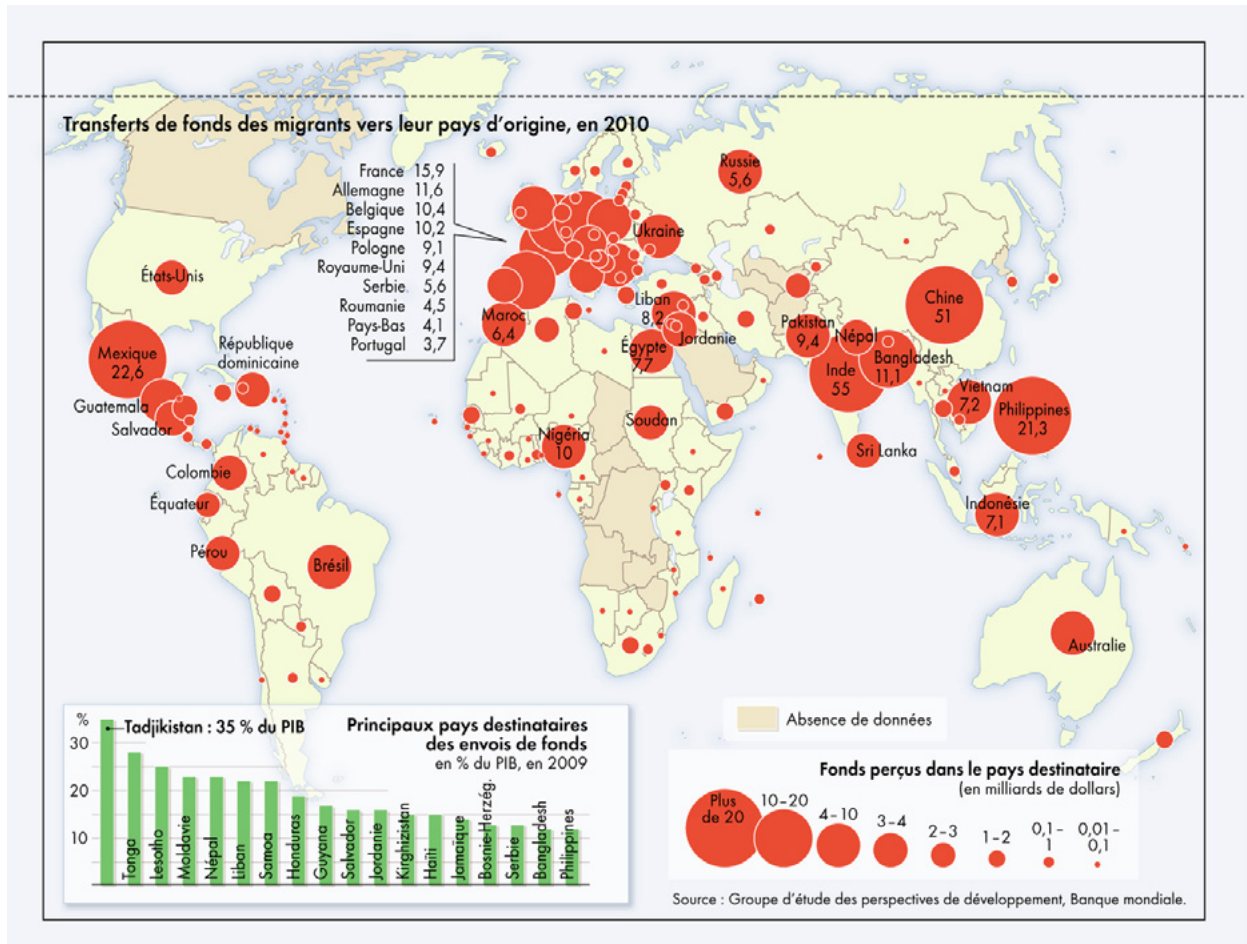 Transferts de fonds des migrants vers leur pays d'origine, en 2010
France 15,9
Allemagne 11,6
Belgique 10,4
Espagne 10,2
Pologne 9,1
Royaume-Uni 9,4
Serbie 5,6
Roumanie 4,5
Pays-Bas 4,1
Portugal 3,7
Russie
5,6
Ukraine
États-Unis
Mexique
22,6
République
dominicaine
Guatemala
Salvador
Colombie
Équateur
Pérou
Brésil
Maroc
6,4
Liban
8,2
Jordanie
Égypte
7,7
Soudan
Nigéria
10
Pakistan
9,4
Népal
Inde
55
Bangladesh
11,1
Chine
51
Vietnam
7,2
Philippines
21,3
Sri Lanka
Indonésie
7,1
Australie
%
30
20
10
Tadjikistan : 35 % du PIB
Principaux pays destinataires
des envois de fonds
en % du PIB, en 2009
Tonga
Lesotho
Moldavie
Népal
Liban
Samoa
Honduras
Guyana
Salvador
Jordanie
Kirghizistan
Haïti
Jamaïque
Bosnie-Herzég.
Serbie
Bangladesh
Philippines
Absence de données
Fonds perçus dans le pays destinataire
(en milliards de dollars)
Plus
de 20
10–20
4–10
3–4
2–3
1–2
0,1–
1
0,01–
0,1
Source : Groupe d'étude des perspectives de développement, Banque mondiale.